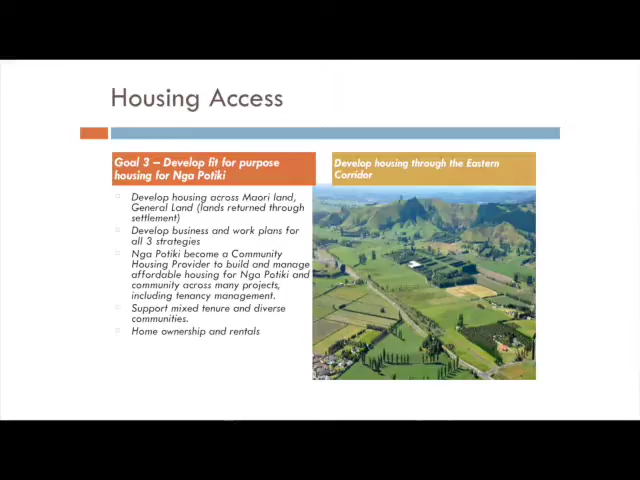 Housing Access
Goal 3 – Develop fit for purpose
housing for Nga Potiki
Develop housing across Maori land,
General Land (lands returned through
settlement)
Develop business and work plans for
all 3 strategies
Nga Potiki become a Community
Housing Provider to build and manage
affordable housing for Nga Potiki and
community across many projects,
including tenancy management.
Support mixed tenure and diverse
communities.
Home ownership and rentals
Develop housing through the Eastern
Corridor